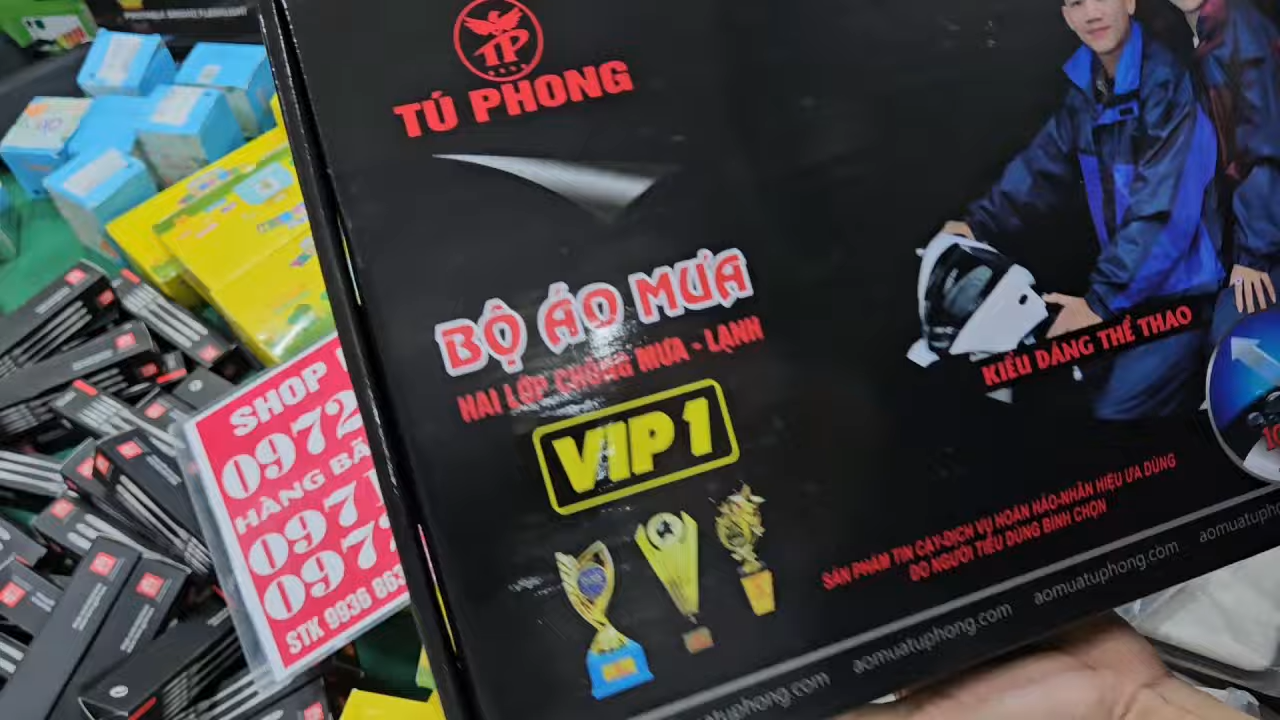 TP
TÚ PHONG
BỘ ÁO MƯA
HAI LỚP CHỐNG MƯA - LẠNH
VIP 1
KIỂU DÁNG THỂ THAO
SẢN PHẨM TIN CẬY-DỊCH VỤ HOÀN HẢO-NHÃN HIỆU ƯA DÙNG
DO NGƯỜI TIÊU DÙNG BÌNH CHỌN
aomuatuphong.com
aomuatuphong.com
aomuatuphong.com
SHOP
0972
HÀNG
097
097
STK 9936